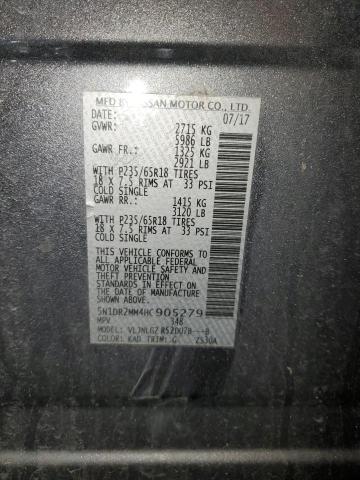 MFD BY NISSAN MOTOR CO., LTD.
DATE: 07/17
GVWR: 2715 KG
5986 LB
GAWR FR.: 1325 KG
2921 LB
WITH P235/65R18 TIRES
18 X 7.5 RIMS AT 33 PSI
COLD SINGLE
GAWR RR.: 1415 KG
3120 LB
WITH P235/65R18 TIRES
18 X 7.5 RIMS AT 33 PSI
COLD SINGLE
THIS VEHICLE CONFORMS TO ALL
APPLICABLE U.S. FEDERAL
MOTOR VEHICLE SAFETY AND
THEFT PREVENTION
STANDARDS IN EFFECT ON THE
DATE OF MANUFACTURE
SHOWN ABOVE.
5N1DR2MM4HC905279
MPV 348
MODEL: VLJNLGZ R52DU7B---B
COLOR: KAD TRIM: G ZS30A